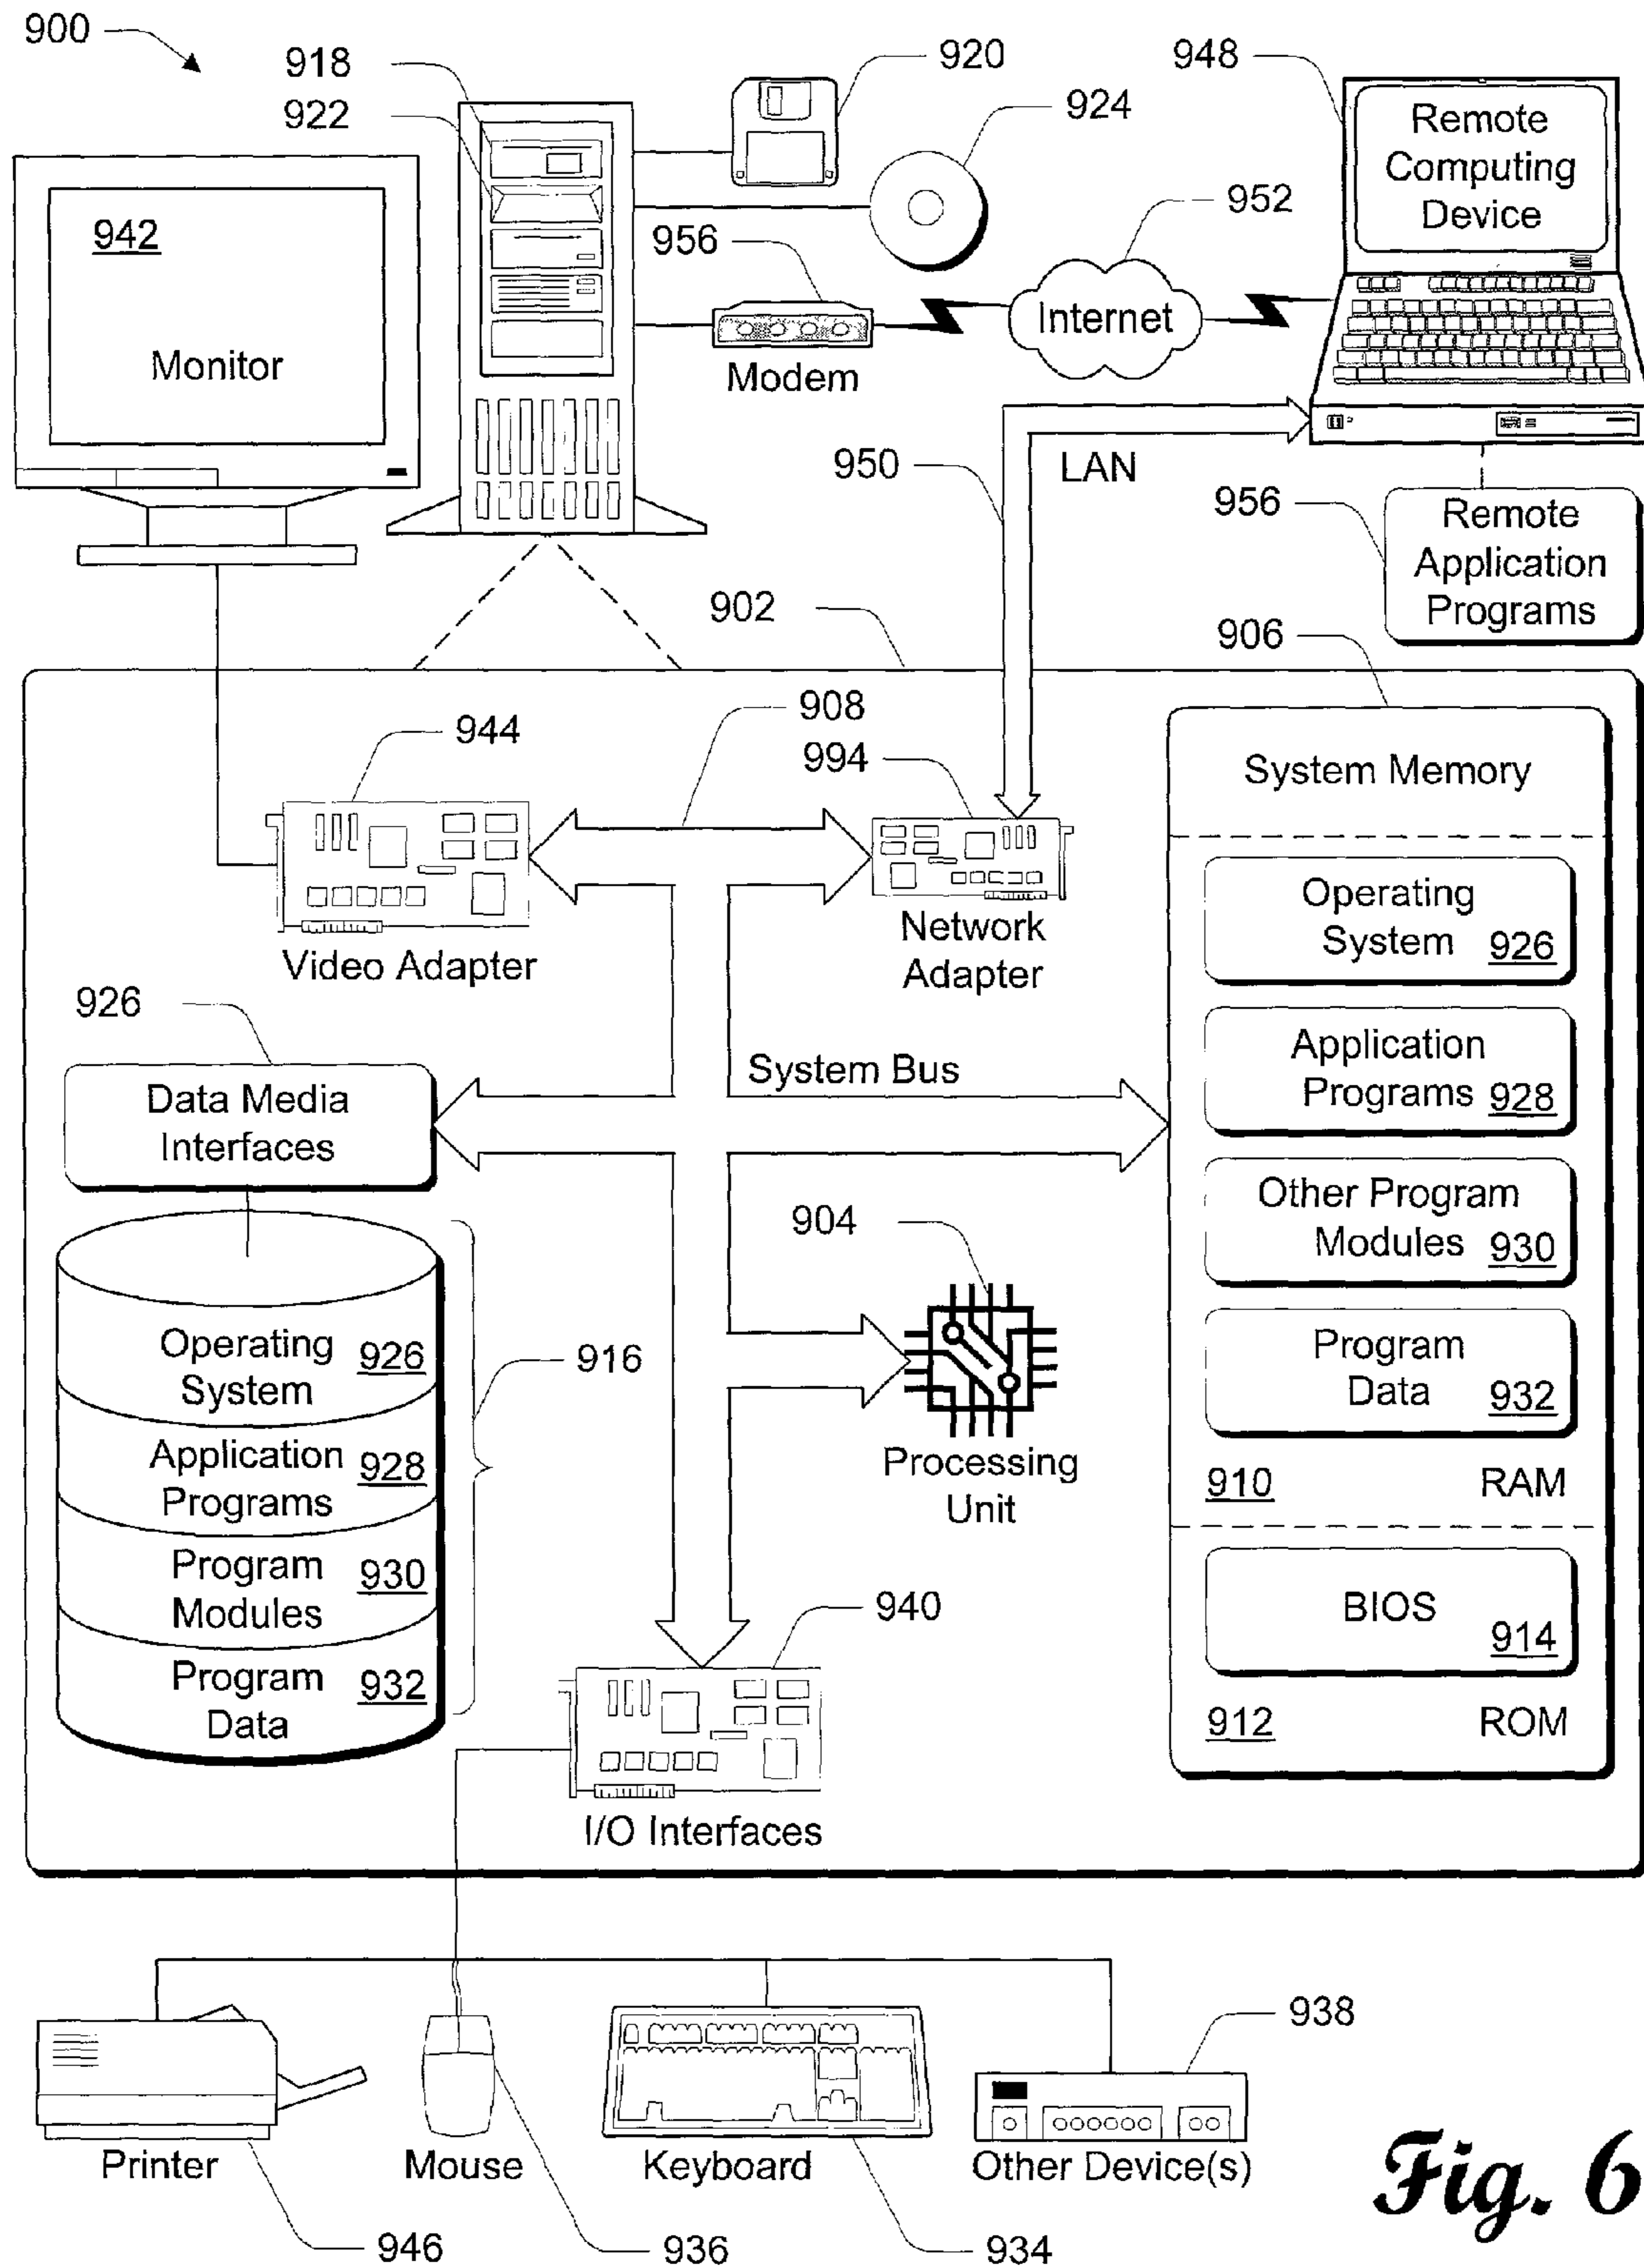 900
918
922
920
924
948
Remote
Computing
Device
942
Monitor
956
Modem
952
Internet
950
LAN
956
Remote
Application
Programs
902
906
908
944
994
System Memory
Video Adapter
Network
Adapter
Operating
System 926
926
Data Media
Interfaces
System Bus
Application
Programs 928
Other Program
Modules 930
904
Processing
Unit
Program
Data 932
910 RAM
Operating
System 926
916
Application
Programs 928
Program
Modules 930
Program
Data 932
BIOS
914
912 ROM
940
I/O Interfaces
938
Printer
Mouse
Keyboard
Other Device(s)
946
936
934
Fig. 6